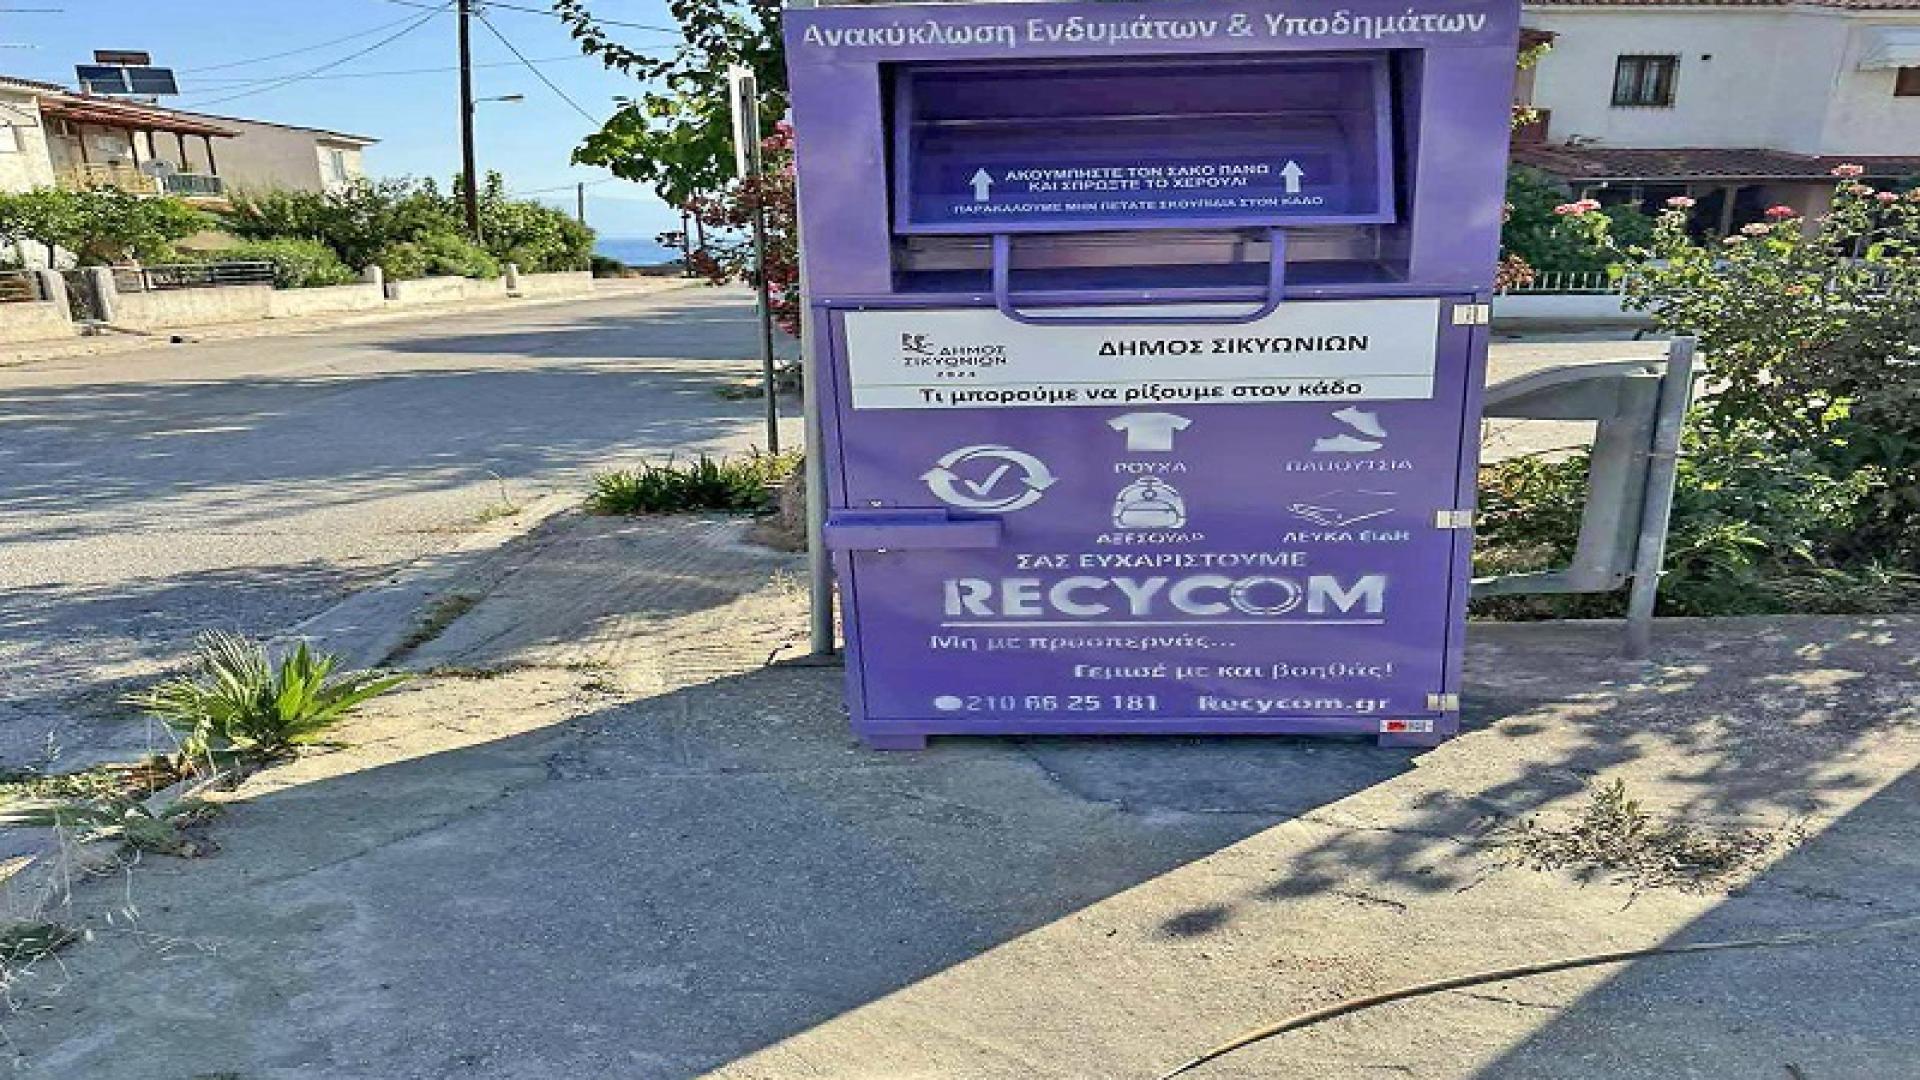 Ανακύκλωση Ενδυμάτων & Υποδημάτων
ΑΚΟΥΜΠΗΣΤΕ ΤΟΝ ΣΑΚΟ ΠΑΝΩ
ΚΑΙ ΣΠΡΩΞΤΕ ΤΟ ΧΕΡΟΥΛΙ
ΠΑΡΑΚΑΛΟΥΜΕ ΜΗΝ ΠΕΤΑΤΕ ΣΚΟΥΠΙΔΙΑ ΣΤΟΝ ΚΑΔΟ
ΔΗΜΟΣ
ΣΙΚΥΩΝΙΩΝ
ΔΗΜΟΣ ΣΙΚΥΩΝΙΩΝ
Τι μπορούμε να ρίξουμε στον κάδο
ΡΟΥΧΑ ΠΑΠΟΥΤΣΙΑ
ΑΞΕΣΟΥΑΡ ΛΕΥΚΑ ΕΙΔΗ
ΣΑΣ ΕΥΧΑΡΙΣΤΟΥΜΕ
RECYCOM
Μη με προσπερνάς...
Γέμισέ με και βοηθάς!
210 66 25 181 Recycom.gr